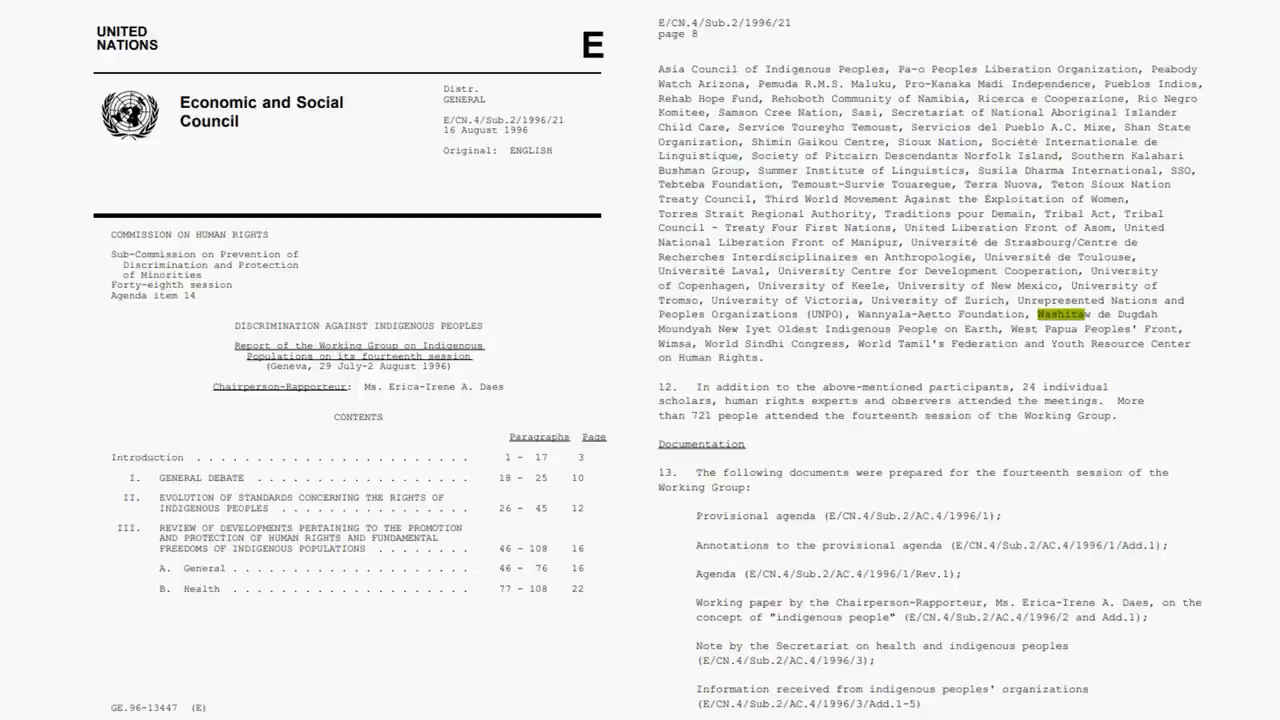 UNITED
NATIONS
E
Economic and Social
Council
Distr.
GENERAL
E/CN.4/Sub.2/1996/21
16 August 1996
Original: ENGLISH
COMMISSION ON HUMAN RIGHTS
Sub-Commission on Prevention of
Discrimination and Protection
of Minorities
Forty-eighth session
Agenda item 14
DISCRIMINATION AGAINST INDIGENOUS PEOPLES
Report of the Working Group on Indigenous
Populations on its fourteenth session
(Geneva, 29 July-2 August 1996)
Chairperson-Rapporteur: Ms. Erica-Irene A. Daes
CONTENTS
Paragraphs Page
Introduction . . . . . . . . . . . . . . . . . . . . . . . 1 - 17 3
I. GENERAL DEBATE . . . . . . . . . . . . . . . . . . 18 - 25 10
II. EVOLUTION OF STANDARDS CONCERNING THE RIGHTS OF
INDIGENOUS PEOPLES . . . . . . . . . . . . . . . . 26 - 45 12
III. REVIEW OF DEVELOPMENTS PERTAINING TO THE PROMOTION
AND PROTECTION OF HUMAN RIGHTS AND FUNDAMENTAL
FREEDOMS OF INDIGENOUS POPULATIONS . . . . . . . . 46 - 108 16
A. General . . . . . . . . . . . . . . . . . . . . 46 - 76 16
B. Health . . . . . . . . . . . . . . . . . . . . 77 - 108 22
GE.96-13447 (E)
E/CN.4/Sub.2/1996/21
page 8
Asia Council of Indigenous Peoples, Pa-o Peoples Liberation Organization, Peabody
Watch Arizona, Pemuda R.M.S. Maluku, Pro-Kanaka Madi Independence, Pueblos Indios,
Rehab Hope Fund, Rehoboth Community of Namibia, Ricerca e Cooperazione, Rio Negro
Komitee, Samson Cree Nation, Sasi, Secretariat of National Aboriginal Islander
Child Care, Service Toureyho Temoust, Servicios del Pueblo A.C. Mixe, Shan State
Organization, Shimin Gaikou Centre, Sioux Nation, Société Internationale de
Linguistique, Society of Pitcairn Descendants Norfolk Island, Southern Kalahari
Bushman Group, Summer Institute of Linguistics, Susila Dharma International, SSO,
Tebteba Foundation, Temoust-Survie Touaregue, Terra Nuova, Teton Sioux Nation
Treaty Council, Third World Movement Against the Exploitation of Women,
Torres Strait Regional Authority, Traditions pour Demain, Tribal Act, Tribal
Council - Treaty Four First Nations, United Liberation Front of Asom, United
National Liberation Front of Manipur, Université de Strasbourg/Centre de
Recherches Interdisciplinaires en Anthropologie, Université de Toulouse,
Université Laval, University Centre for Development Cooperation, University
of Copenhagen, University of Keele, University of New Mexico, University of
Tromso, University of Victoria, University of Zurich, Unrepresented Nations and
Peoples Organizations (UNPO), Wannyala-Aetto Foundation, Washitaw de Dugdah
Moundyah New Iyet Oldest Indigenous People on Earth, West Papua Peoples' Front,
Wimsa, World Sindhi Congress, World Tamil's Federation and Youth Resource Center
on Human Rights.
12. In addition to the above-mentioned participants, 24 individual
scholars, human rights experts and observers attended the meetings. More
than 721 people attended the fourteenth session of the Working Group.
Documentation
13. The following documents were prepared for the fourteenth session of the
Working Group:
Provisional agenda (E/CN.4/Sub.2/AC.4/1996/1);
Annotations to the provisional agenda (E/CN.4/Sub.2/AC.4/1996/1/Add.1);
Agenda (E/CN.4/Sub.2/AC.4/1996/1/Rev.1);
Working paper by the Chairperson-Rapporteur, Ms. Erica-Irene A. Daes, on the
concept of "indigenous people" (E/CN.4/Sub.2/AC.4/1996/2 and Add.1);
Note by the Secretariat on health and indigenous peoples
(E/CN.4/Sub.2/AC.4/1996/3);
Information received from indigenous peoples' organizations
(E/CN.4/Sub.2/AC.4/1996/3/Add.1-5)